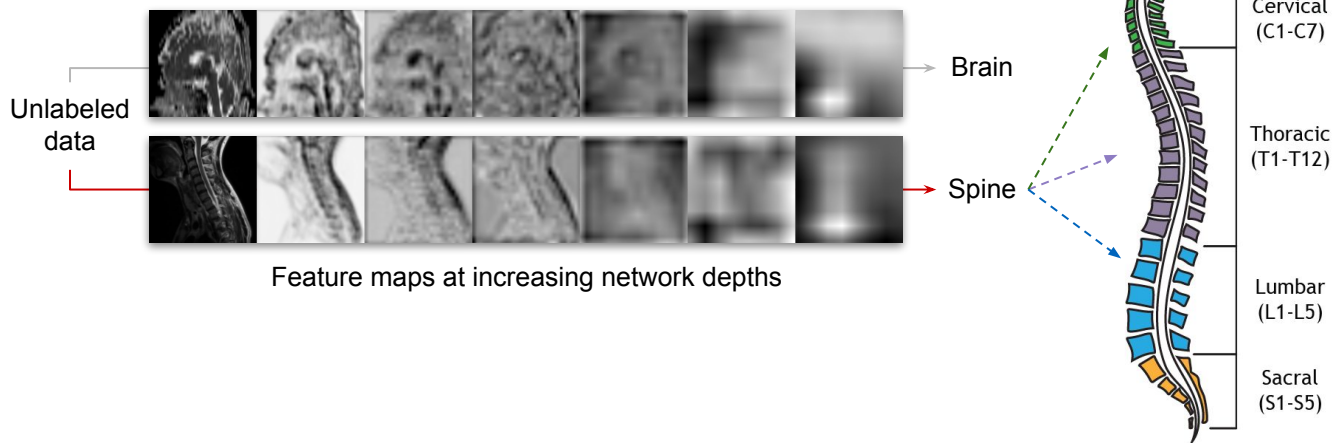 Unlabeled
data
Brain
Spine
Feature maps at increasing network depths
Cervical
(C1-C7)
Thoracic
(T1-T12)
Lumbar
(L1-L5)
Sacral
(S1-S5)